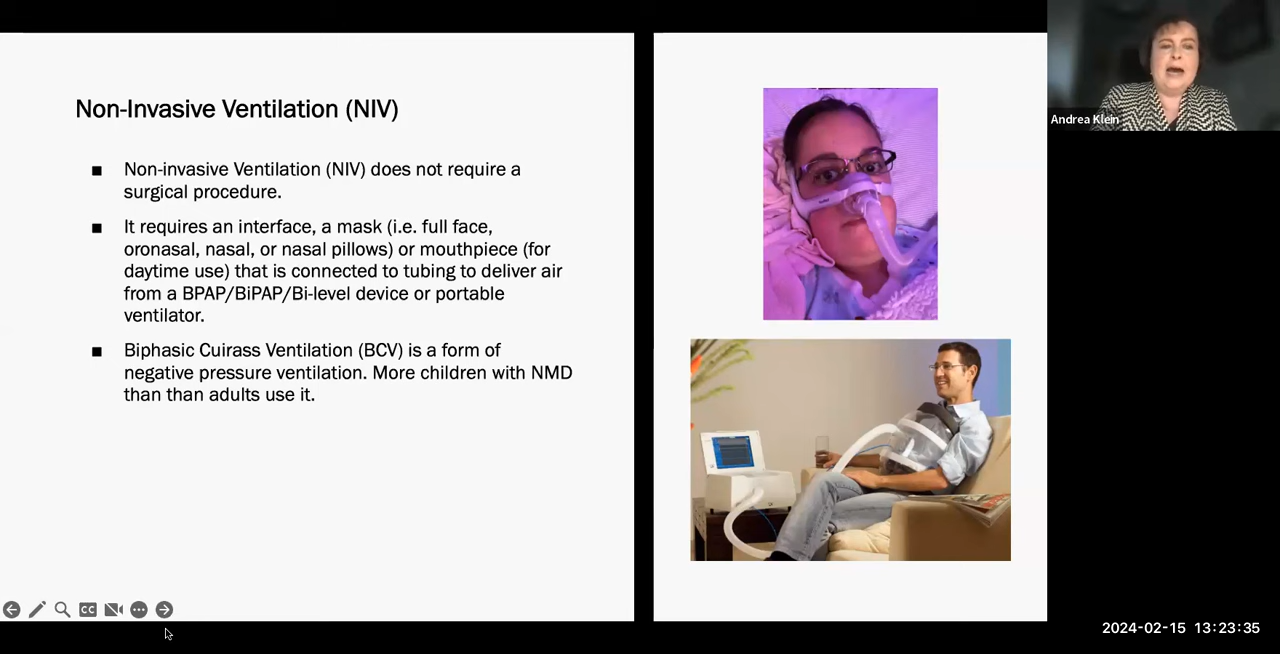 Non-Invasive Ventilation (NIV)
■ Non-invasive Ventilation (NIV) does not require a
surgical procedure.
■ It requires an interface, a mask (i.e. full face,
oronasal, nasal, or nasal pillows) or mouthpiece (for
daytime use) that is connected to tubing to deliver air
from a BPAP/BiPAP/Bi-level device or portable
ventilator.
■ Biphasic Cuirass Ventilation (BCV) is a form of
negative pressure ventilation. More children with NMD
than than adults use it.
Andrea Klein
CC
2024-02-15 13:23:35